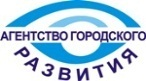 АГЕНТСТВО ГОРОДСКОГО
РАЗВИТИЯ